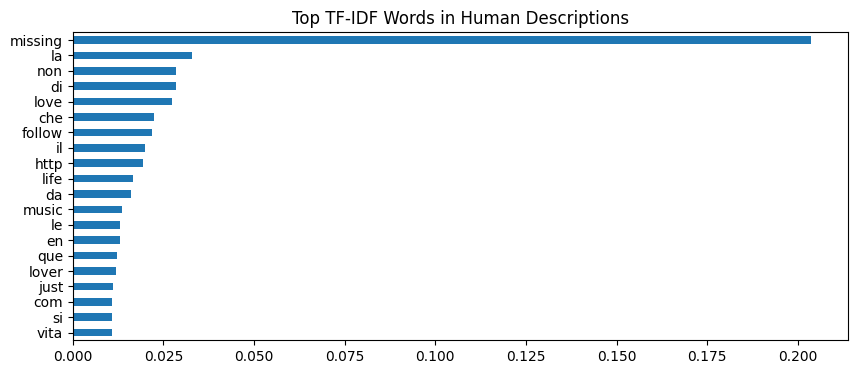 Top TF-IDF Words in Human Descriptions
missing
la
non
di
love
che
follow
il
http
life
da
music
le
en
que
lover
just
com
si
vita
0.000 0.025 0.050 0.075 0.100 0.125 0.150 0.175 0.200